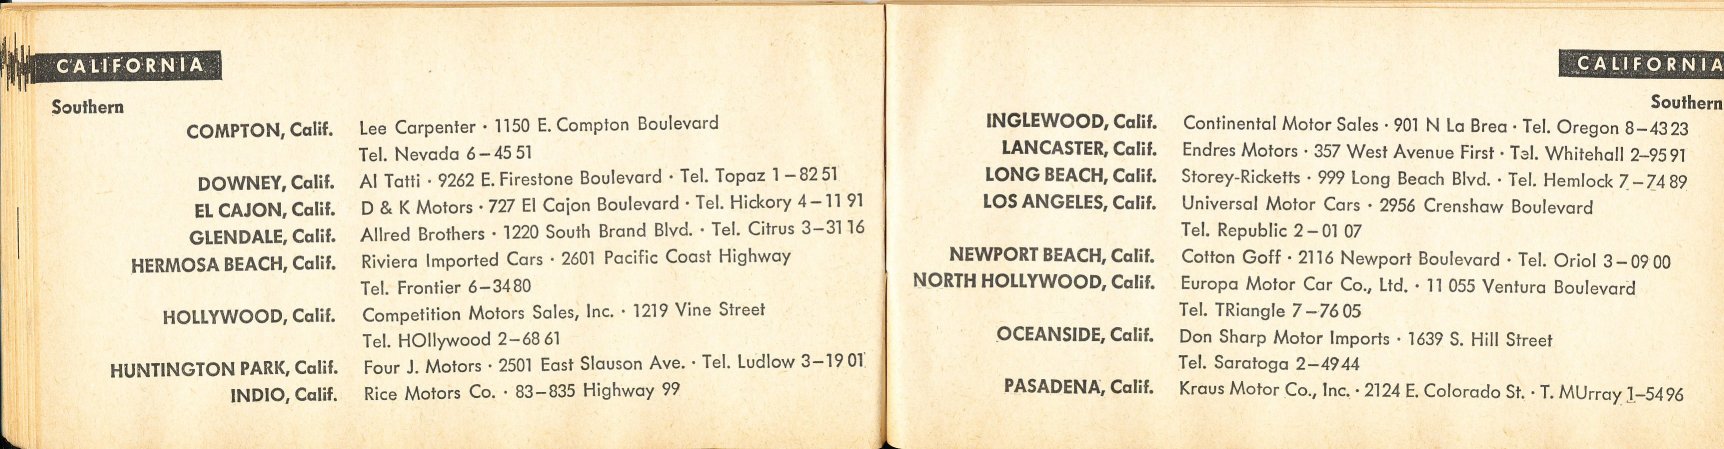 CALIFORNIA
Southern
COMPTON, Calif. Lee Carpenter · 1150 E. Compton Boulevard
Tel. Nevada 6–45 51
DOWNEY, Calif. Al Tatti · 9262 E. Firestone Boulevard · Tel. Topaz 1–82 51
EL CAJON, Calif. D & K Motors · 727 El Cajon Boulevard · Tel. Hickory 4–11 91
GLENDALE, Calif. Allred Brothers · 1220 South Brand Blvd. · Tel. Citrus 3–31 16
HERMOSA BEACH, Calif. Riviera Imported Cars · 2601 Pacific Coast Highway
Tel. Frontier 6–34 80
HOLLYWOOD, Calif. Competition Motors Sales, Inc. · 1219 Vine Street
Tel. HOllywood 2–68 61
HUNTINGTON PARK, Calif. Four J. Motors · 2501 East Slauson Ave. · Tel. Ludlow 3–19 01
INDIO, Calif. Rice Motors Co. · 83–835 Highway 99
CALIFORNIA
Southern
INGLEWOOD, Calif. Continental Motor Sales · 901 N La Brea · Tel. Oregon 8–43 23
LANCASTER, Calif. Endres Motors · 357 West Avenue First · Tel. Whitehall 2–95 91
LONG BEACH, Calif. Storey-Ricketts · 999 Long Beach Blvd. · Tel. Hemlock 7–74 89
LOS ANGELES, Calif. Universal Motor Cars · 2956 Crenshaw Boulevard
Tel. Republic 2–01 07
NEWPORT BEACH, Calif. Cotton Goff · 2116 Newport Boulevard · Tel. Oriol 3–09 00
NORTH HOLLYWOOD, Calif. Europa Motor Car Co., Ltd. · 11 055 Ventura Boulevard
Tel. TRiangle 7–76 05
OCEANSIDE, Calif. Don Sharp Motor Imports · 1639 S. Hill Street
Tel. Saratoga 2–49 44
PASADENA, Calif. Kraus Motor Co., Inc. · 2124 E. Colorado St. · T. MUrray 1–54 96